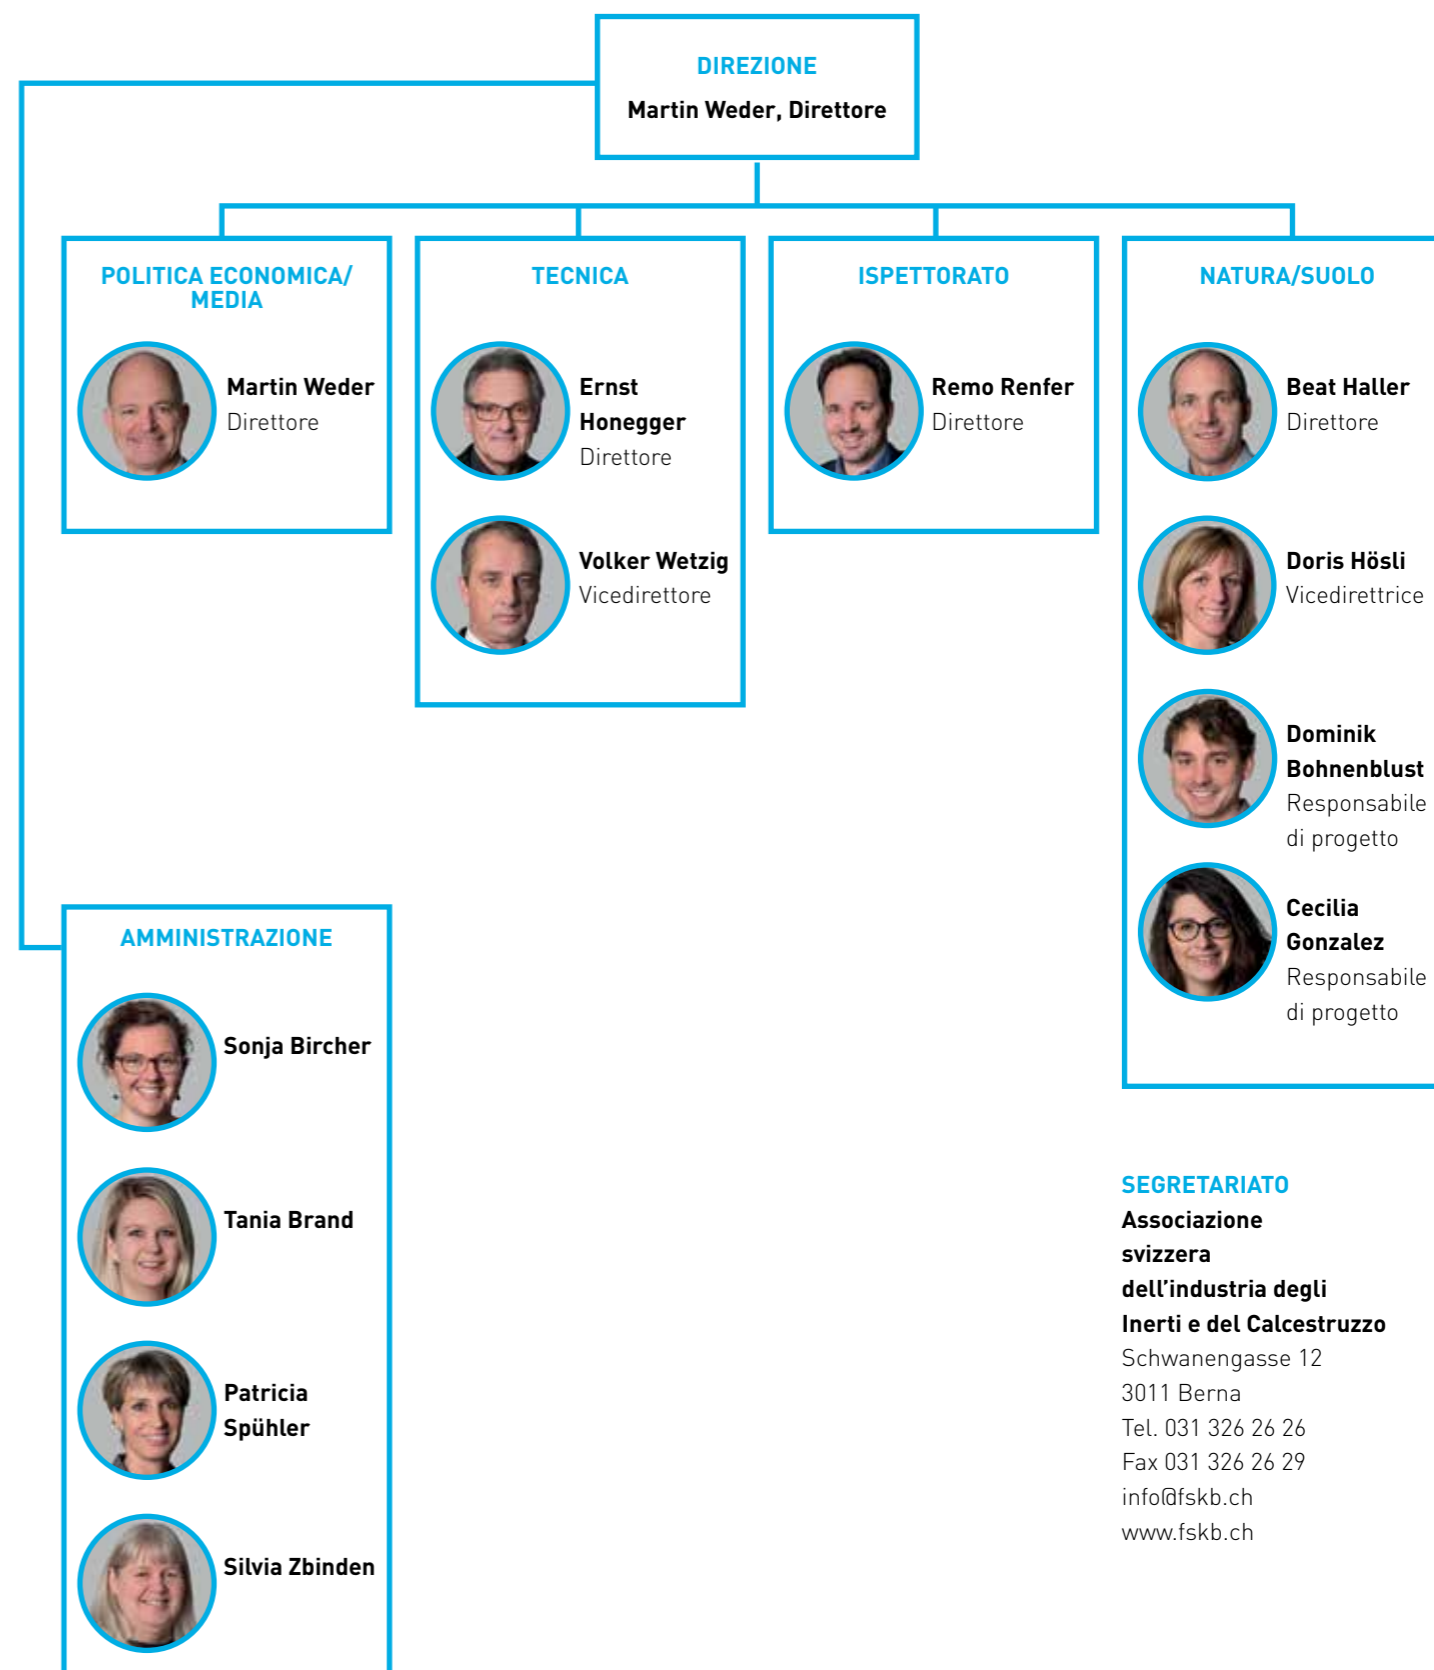 DIREZIONE
Martin Weder, Direttore
POLITICA ECONOMICA/
MEDIA
Martin Weder
Direttore
TECNICA
Ernst
Honegger
Direttore
Volker Wetzig
Vicedirettore
ISPETTORATO
Remo Renfer
Direttore
NATURA/SUOLO
Beat Haller
Direttore
Doris Hösli
Vicedirettrice
Dominik
Bohnenblust
Responsabile
di progetto
Cecilia
Gonzalez
Responsabile
di progetto
AMMINISTRAZIONE
Sonja Bircher
Tania Brand
Patricia
Spühler
Silvia Zbinden
SEGRETARIATO
Associazione
svizzera
dell’industria degli
Inerti e del Calcestruzzo
Schwanengasse 12
3011 Berna
Tel. 031 326 26 26
Fax 031 326 26 29
info@fskb.ch
www.fskb.ch